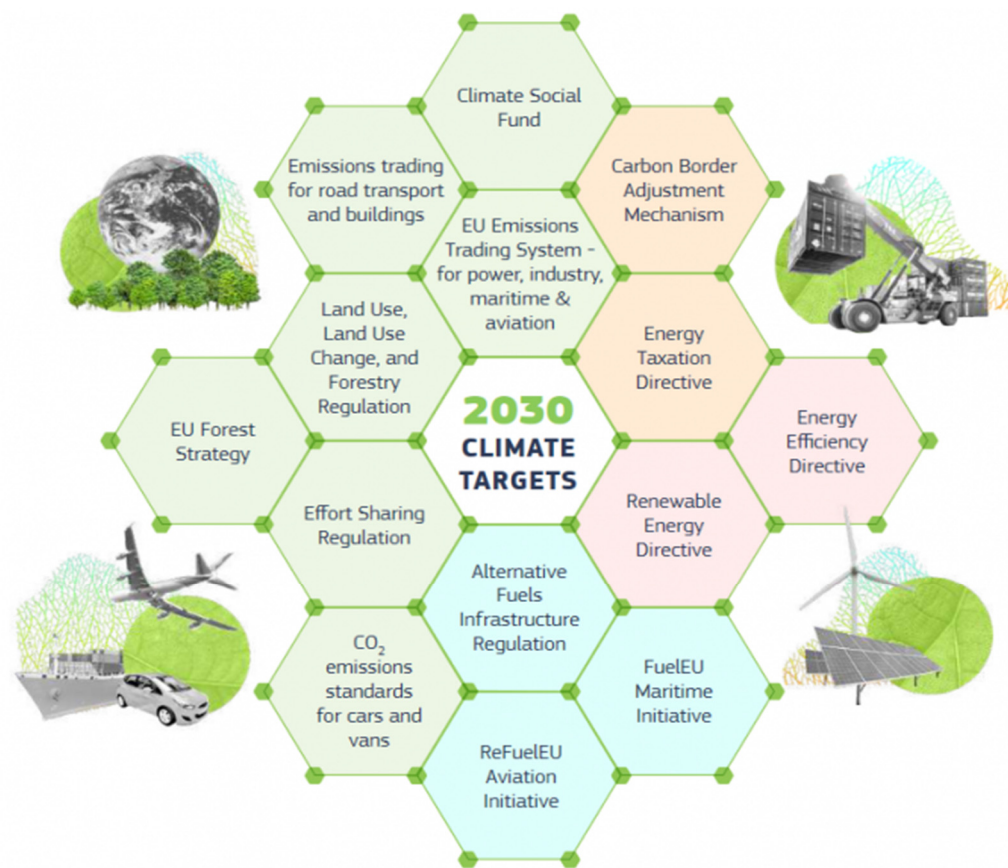 Climate Social
Fund
Emissions trading
for road transport
and buildings
Carbon Border
Adjustment
Mechanism
EU Emissions
Trading System -
for power, industry,
maritime &
aviation
Land Use,
Land Use
Change, and
Forestry
Regulation
Energy
Taxation
Directive
EU Forest
Strategy
2030
CLIMATE
TARGETS
Energy
Efficiency
Directive
Effort Sharing
Regulation
Renewable
Energy
Directive
Alternative
Fuels
Infrastructure
Regulation
CO₂
emissions
standards
for cars and
vans
FuelEU
Maritime
Initiative
ReFuelEU
Aviation
Initiative